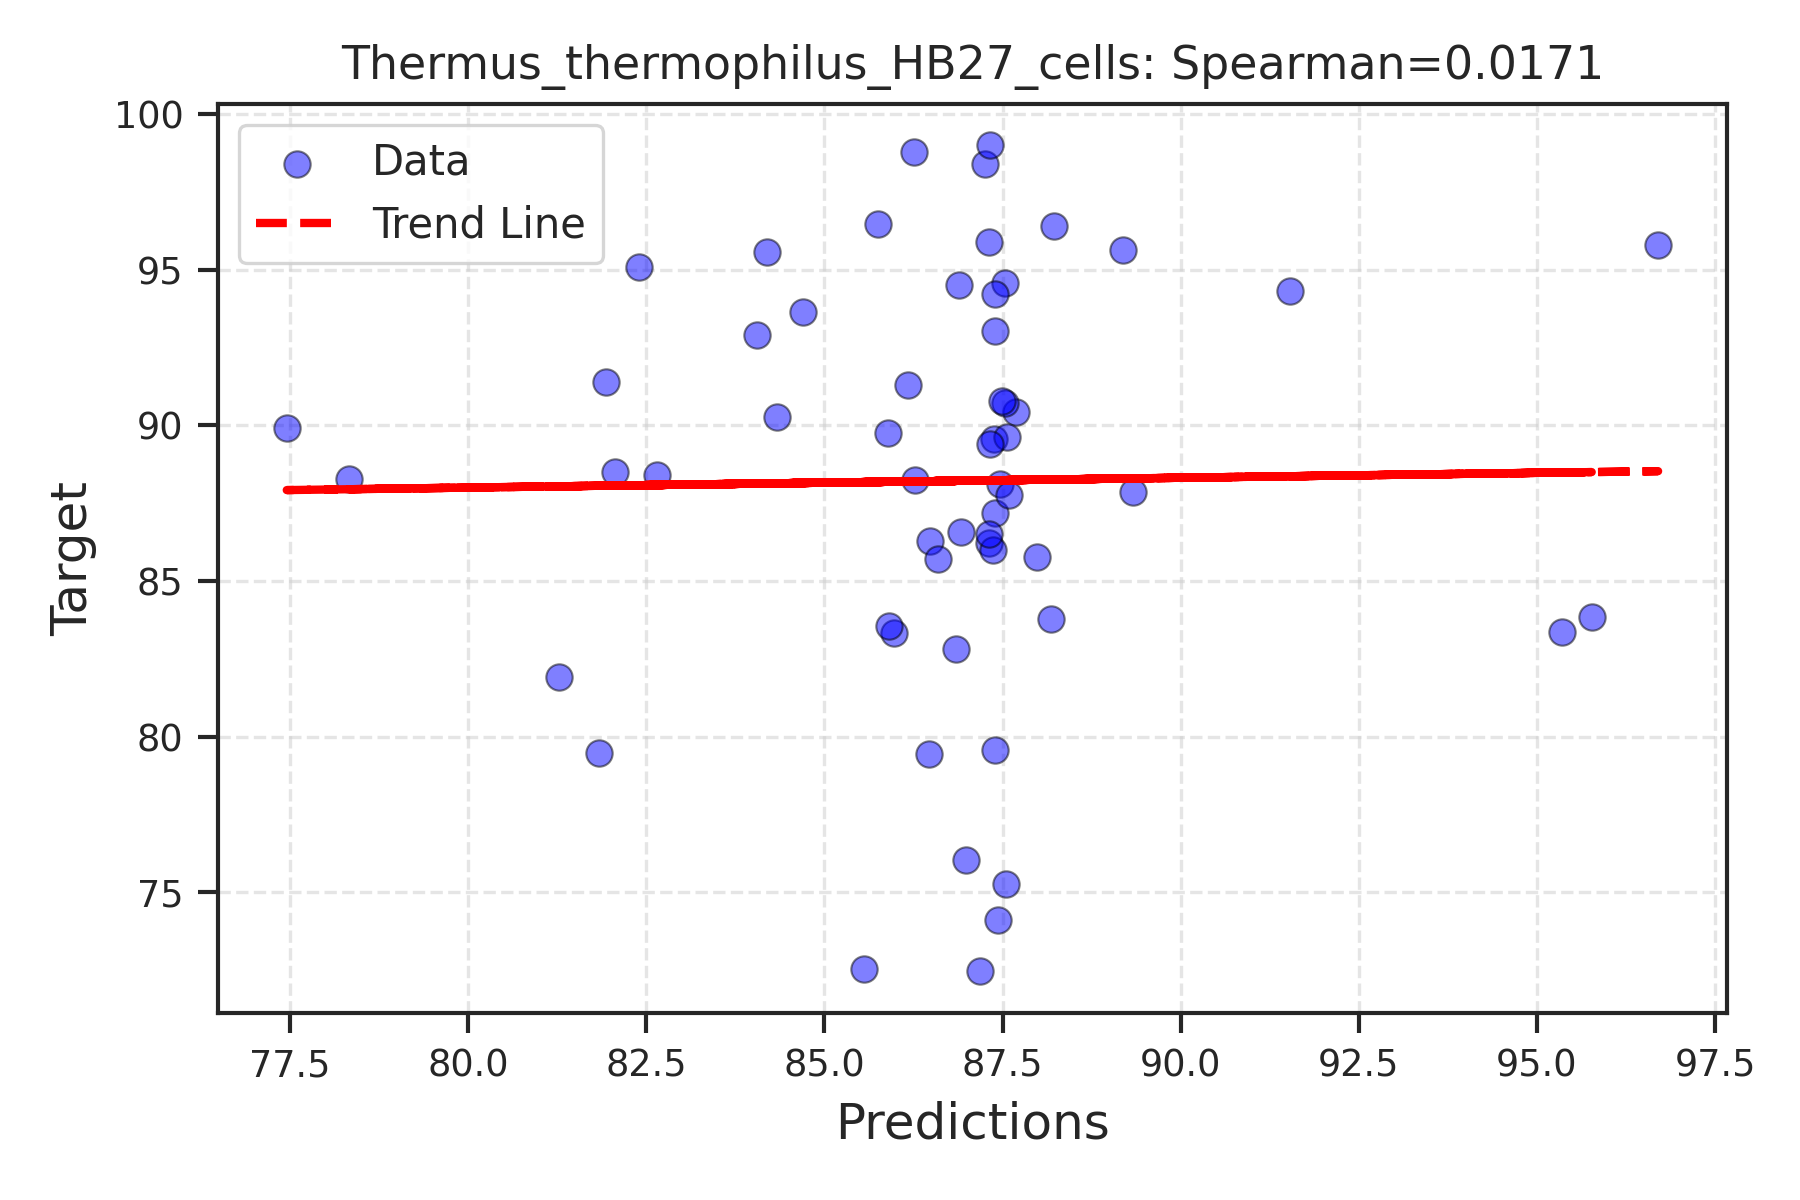 Thermus_thermophilus_HB27_cells: Spearman=0.0171
Data
Trend Line
100
95
90
85
80
75
Target
77.5 80.0 82.5 85.0 87.5 90.0 92.5 95.0 97.5
Predictions